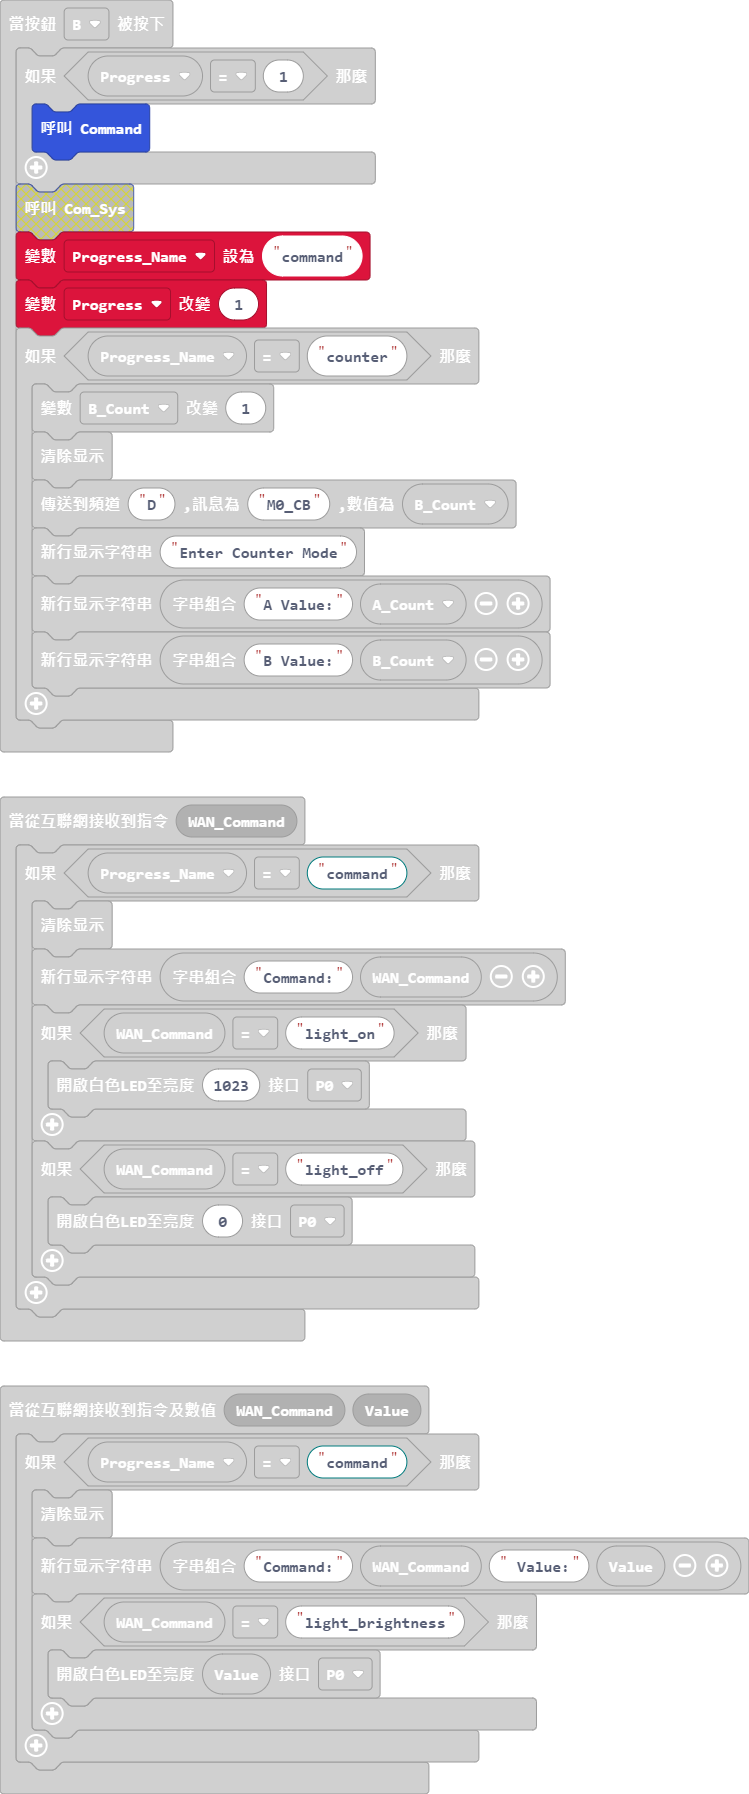 當按鈕 B 被按下
如果 Progress = 1 那麼
呼叫 Command
呼叫 Com_Sys
變數 Progress_Name 設為 "command"
變數 Progress 改變 1
如果 Progress_Name = "counter" 那麼
變數 B_Count 改變 1
清除显示
傳送到頻道 "D" ,訊息為 "M0_CB" ,數值為 B_Count
新行显示字符串 "Enter Counter Mode"
新行显示字符串 字串組合 "A Value:" A_Count
新行显示字符串 字串組合 "B Value:" B_Count
當從互聯網接收到指令 WAN_Command
如果 Progress_Name = "command" 那麼
清除显示
新行显示字符串 字串組合 "Command:" WAN_Command
如果 WAN_Command = "light_on" 那麼
開啟白色LED至亮度 1023 接口 P0
如果 WAN_Command = "light_off" 那麼
開啟白色LED至亮度 0 接口 P0
當從互聯網接收到指令及數值 WAN_Command Value
如果 Progress_Name = "command" 那麼
清除显示
新行显示字符串 字串組合 "Command:" WAN_Command " Value:" Value
如果 WAN_Command = "light_brightness" 那麼
開啟白色LED至亮度 Value 接口 P0